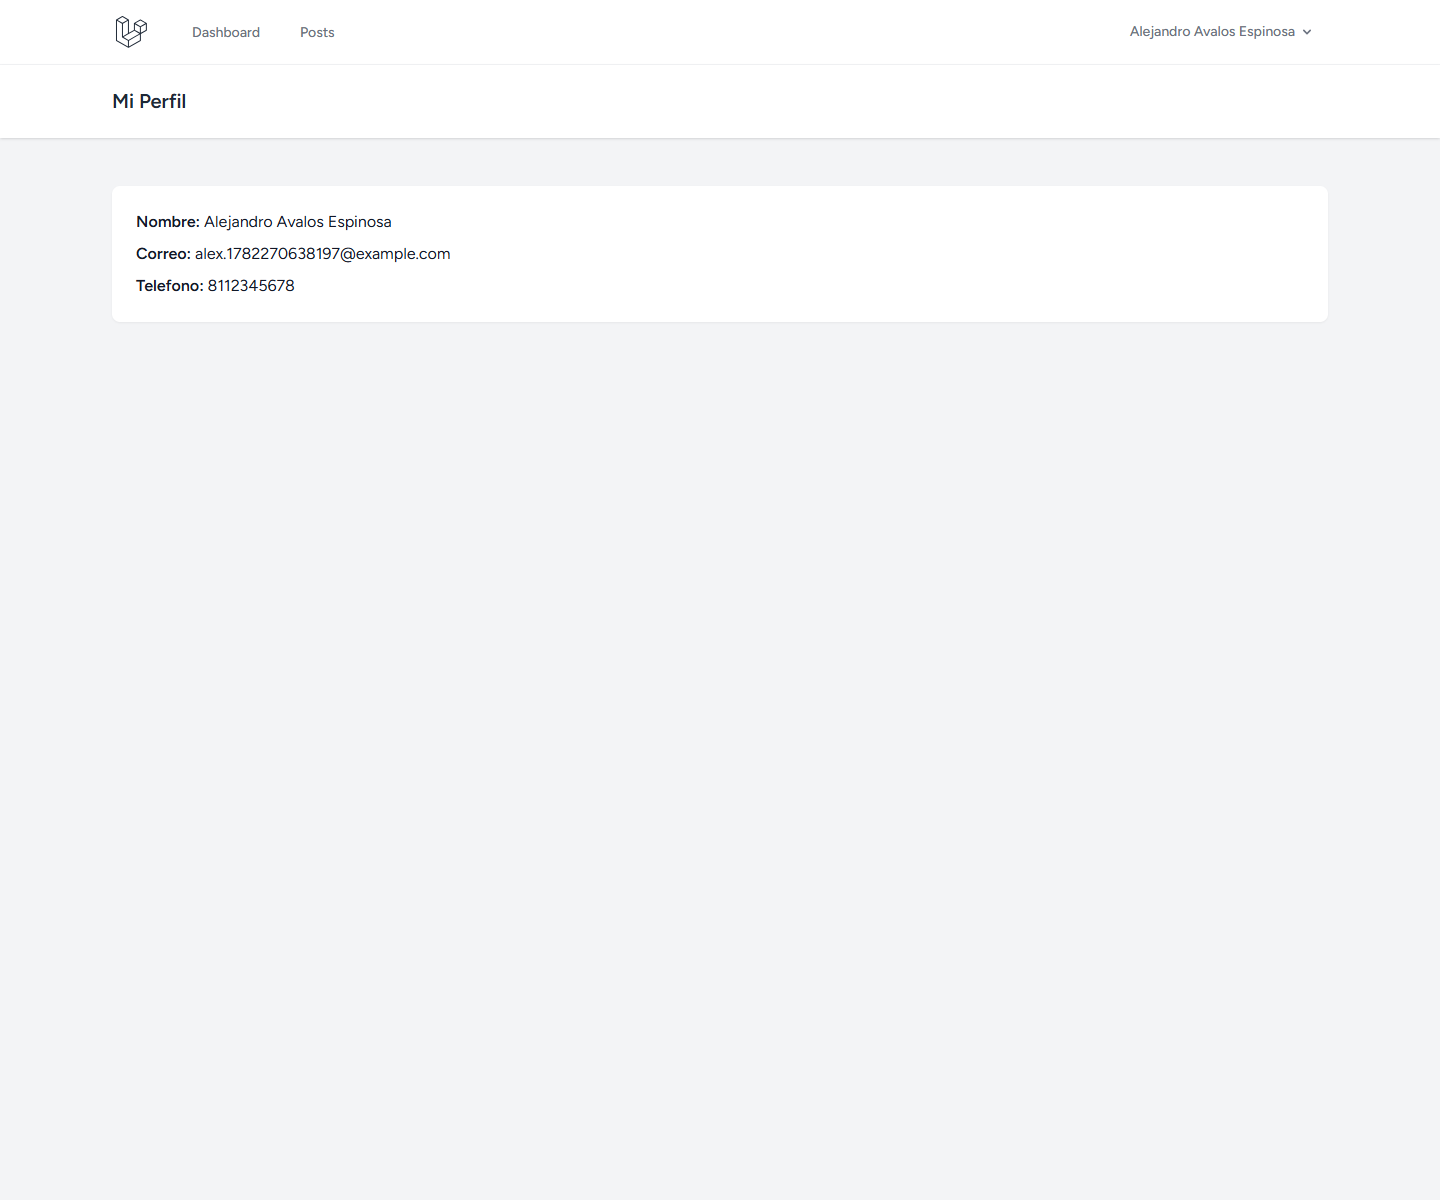 Dashboard Posts Alejandro Avalos Espinosa
Mi Perfil
Nombre: Alejandro Avalos Espinosa
Correo: alex.1782270638197@example.com
Telefono: 8112345678